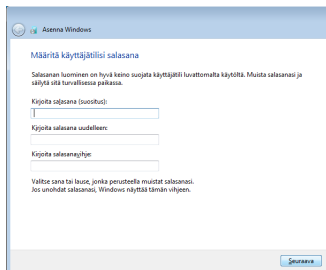 Asenna Windows
Määritä käyttäjätilisi salasana
Salasanan luominen on hyvä keino suojata käyttäjätili luvattomalta käytöltä. Muista salasanasi ja
säilytä sitä turvallisessa paikassa.
Kirjoita salasana (suositus):
Kirjoita salasana uudelleen:
Kirjoita salasanavihje:
Valitse sana tai lause, jonka perusteella muistat salasanasi.
Jos unohdat salasanasi, Windows näyttää tämän vihjeen.
Seuraava